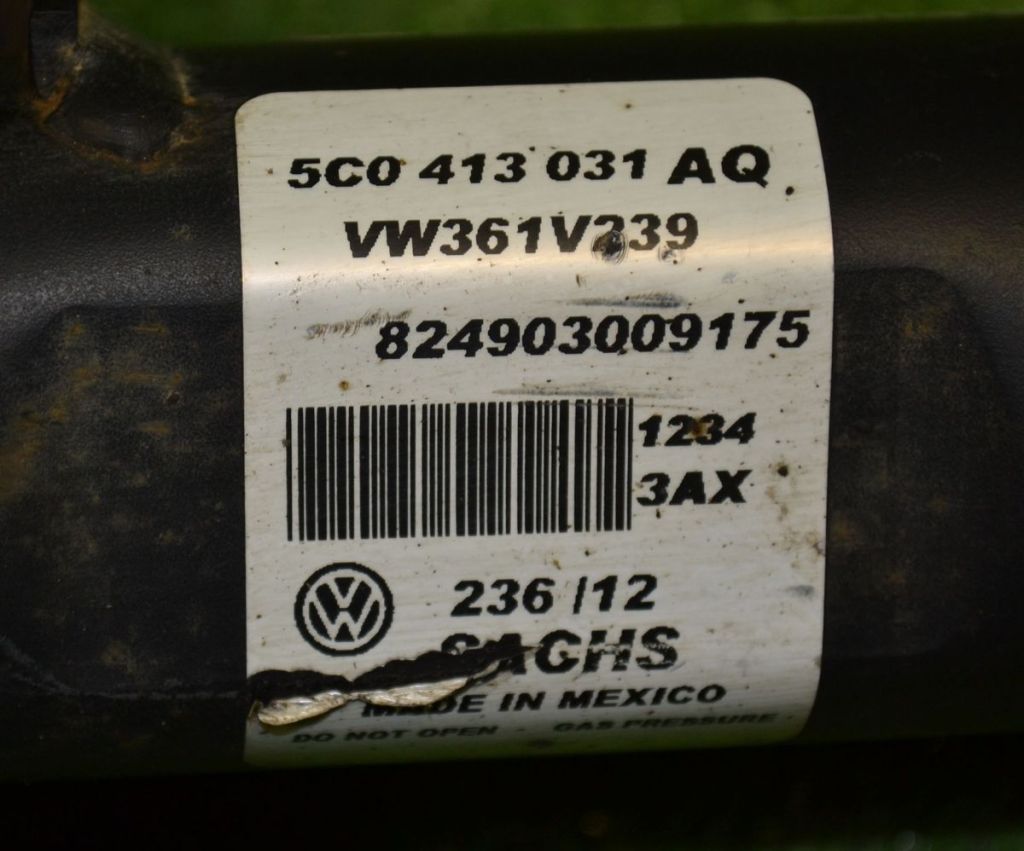 5C0 413 031 AQ
VW361V239
824903009175
1234
3AX
236 /12
SACHS
MADE IN MEXICO
DO NOT OPEN - GAS PRESSURE